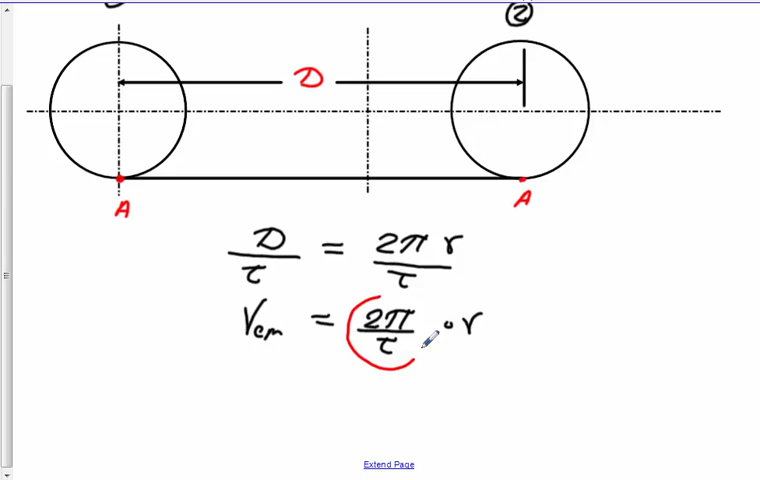 ②
D
A
A
D/τ = 2πr/τ
Vcm = 2π/τ · r
Extend Page